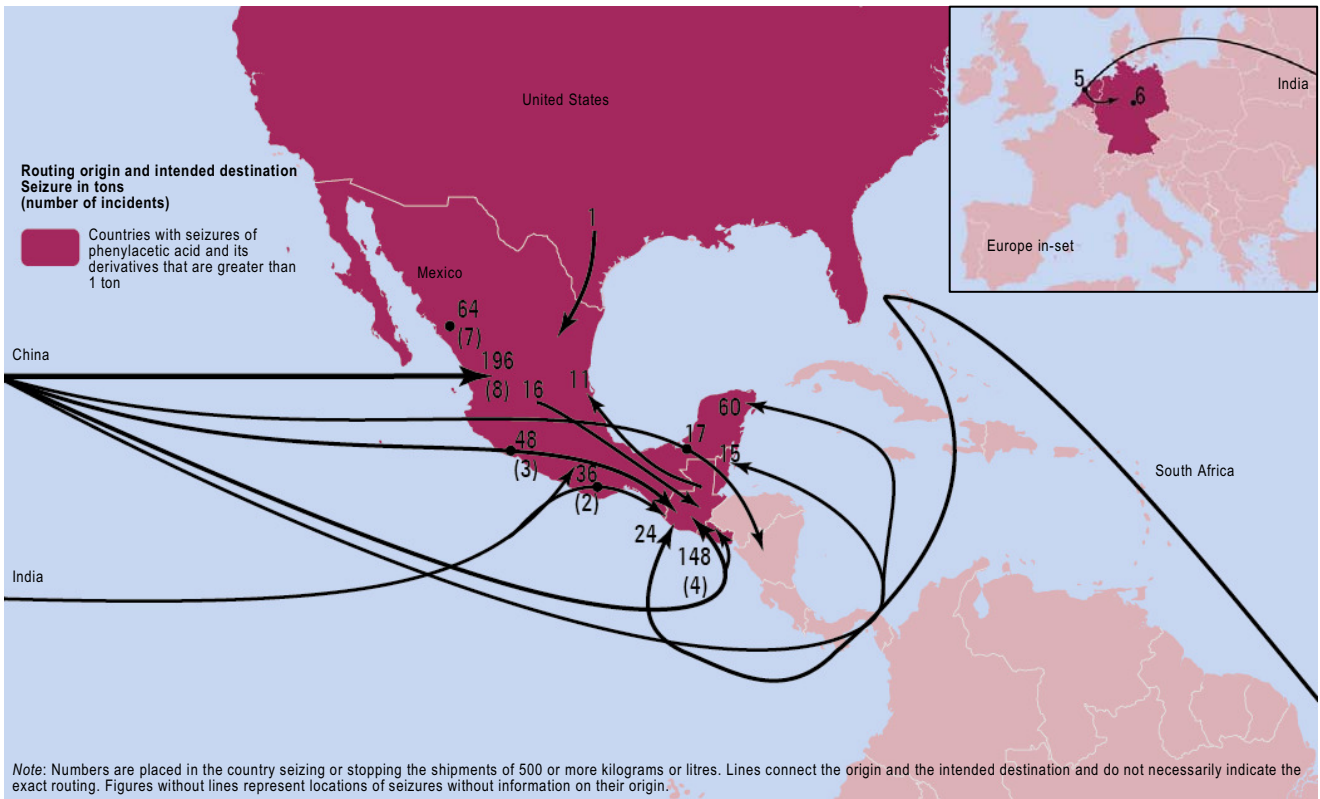 United States
5
6
India
Routing origin and intended destination
Seizure in tons
(number of incidents)
Countries with seizures of
phenylacetic acid and its
derivatives that are greater than
1 ton
Europe in-set
1
Mexico
64
(7)
China
196
(8)
16
11
60
17
15
48
(3)
36
(2)
South Africa
24
148
(4)
India
Note: Numbers are placed in the country seizing or stopping the shipments of 500 or more kilograms or litres. Lines connect the origin and the intended destination and do not necessarily indicate the
exact routing. Figures without lines represent locations of seizures without information on their origin.